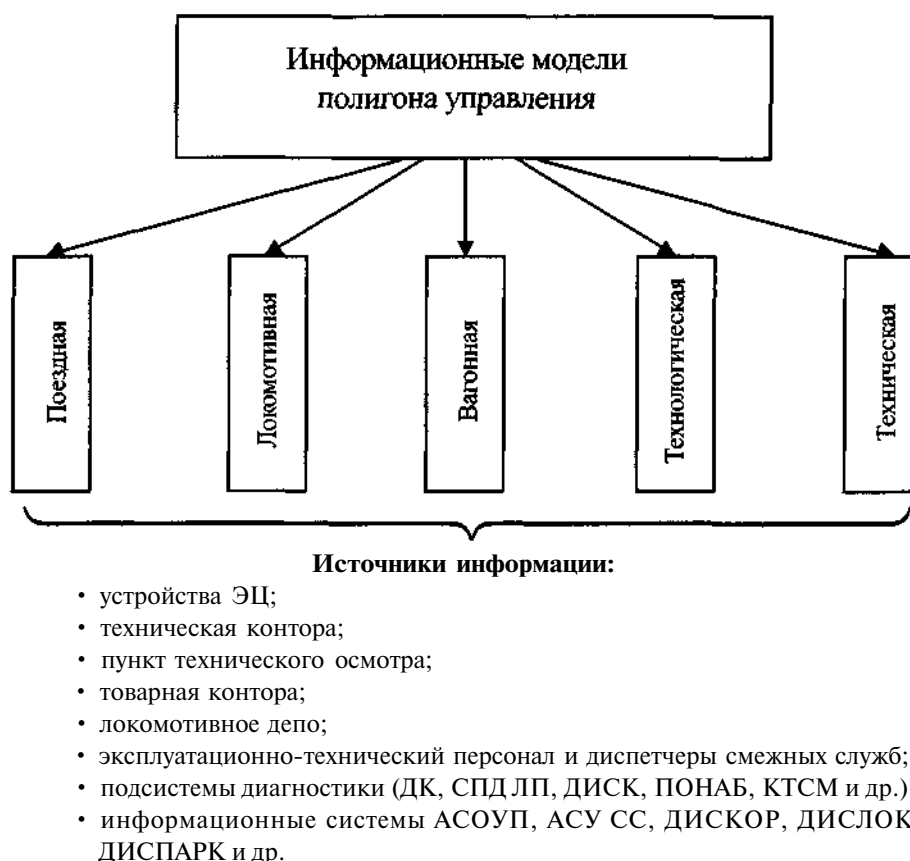 Информационные модели
полигона управления
Поездная
Локомотивная
Вагонная
Технологическая
Техническая
Источники информации:
• устройства ЭЦ;
• техническая контора;
• пункт технического осмотра;
• товарная контора;
• локомотивное депо;
• эксплуатационно-технический персонал и диспетчеры смежных служб;
• подсистемы диагностики (ДК, СПД ЛП, ДИСК, ПОНАБ, КТСМ и др.)
• информационные системы АСОУП, АСУ СС, ДИСКОР, ДИСЛОК
ДИСПАРК и др.